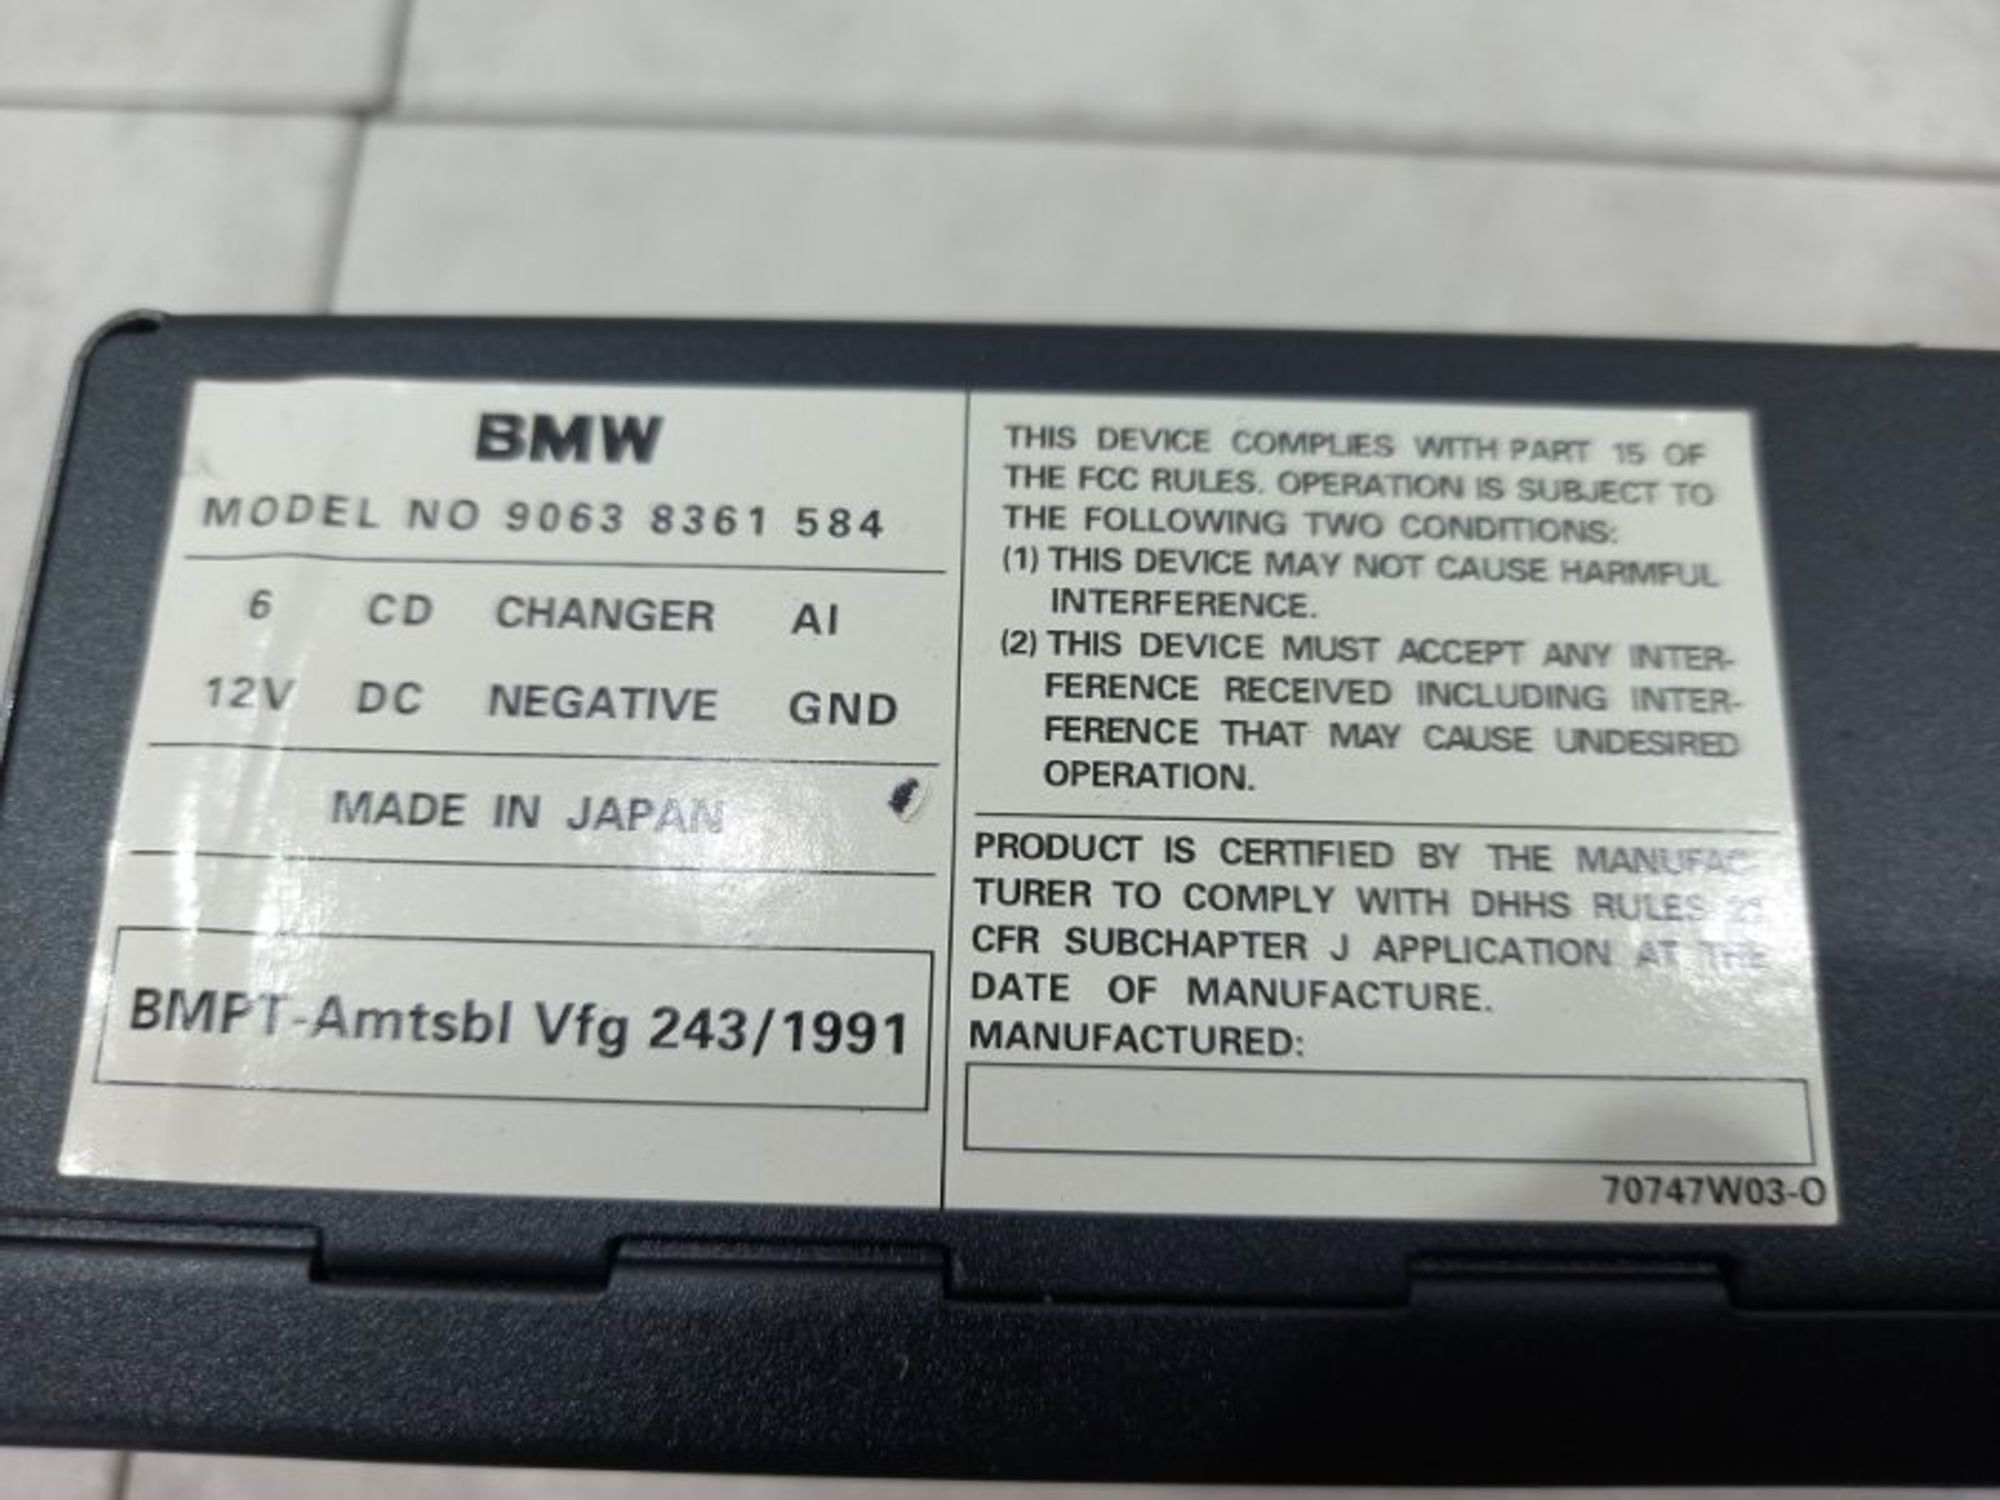 BMW
MODEL NO 9063 8361 584
6 CD CHANGER AI
12V DC NEGATIVE GND
MADE IN JAPAN
BMPT-Amtsbl Vfg 243/1991
THIS DEVICE COMPLIES WITH PART 15 OF
THE FCC RULES. OPERATION IS SUBJECT TO
THE FOLLOWING TWO CONDITIONS:
(1) THIS DEVICE MAY NOT CAUSE HARMFUL
INTERFERENCE.
(2) THIS DEVICE MUST ACCEPT ANY INTER-
FERENCE RECEIVED INCLUDING INTER-
FERENCE THAT MAY CAUSE UNDESIRED
OPERATION.
PRODUCT IS CERTIFIED BY THE MANUFAC-
TURER TO COMPLY WITH DHHS RULES 21
CFR SUBCHAPTER J APPLICATION AT THE
DATE OF MANUFACTURE.
MANUFACTURED:
70747W03-O